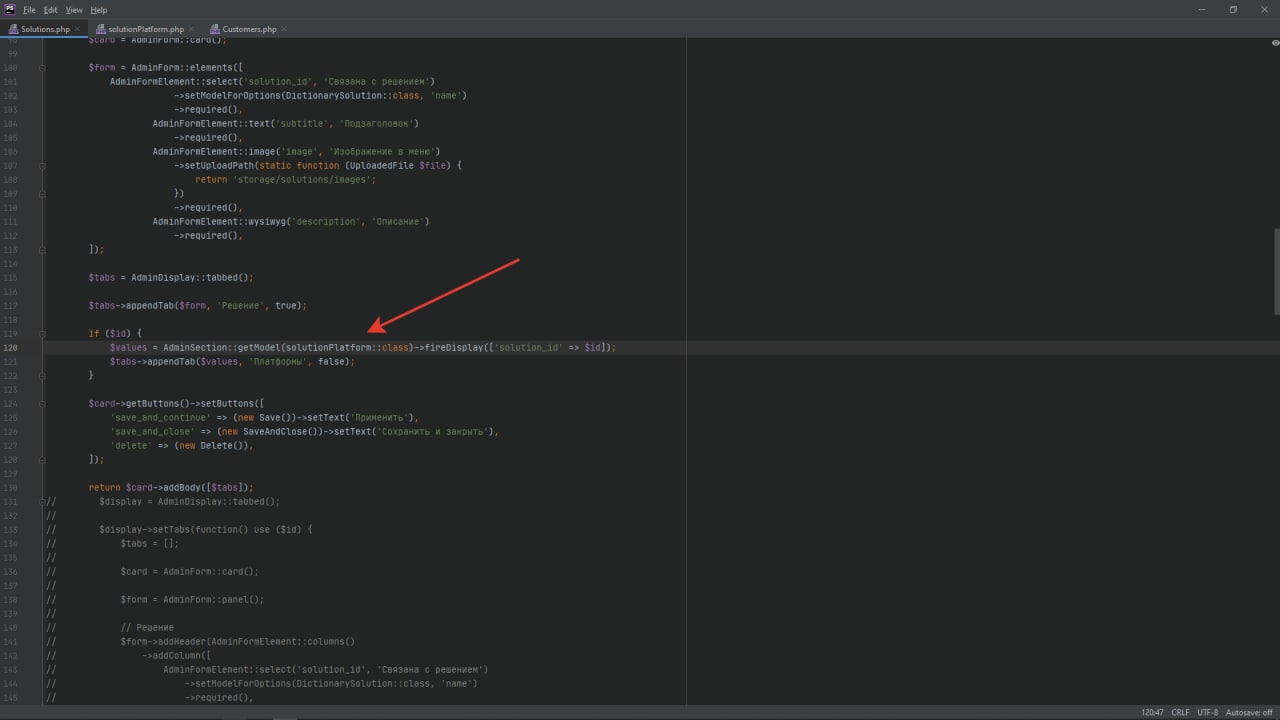 File Edit View Help
Solutions.php solutionPlatform.php Customers.php
98 $card = AdminForm::card();
99
100 $form = AdminForm::elements([
101 AdminFormElement::select('solution_id', 'Связана с решением')
102 ->setModelForOptions(DictionarySolution::class, 'name')
103 ->required(),
104 AdminFormElement::text('subtitle', 'Подзаголовок')
105 ->required(),
106 AdminFormElement::image('image', 'Изображение в меню')
107 ->setUploadPath(static function (UploadedFile $file) {
108 return 'storage/solutions/images';
109 })
110 ->required(),
111 AdminFormElement::wysiwyg('description', 'Описание')
112 ->required(),
113 ]);
114
115 $tabs = AdminDisplay::tabbed();
116
117 $tabs->appendTab($form, 'Решение', true);
118
119 if ($id) {
120 $values = AdminSection::getModel(solutionPlatform::class)->fireDisplay(['solution_id' => $id]);
121 $tabs->appendTab($values, 'Платформы', false);
122 }
123
124 $card->getButtons()->setButtons([
125 'save_and_continue' => (new Save())->setText('Применить'),
126 'save_and_close' => (new SaveAndClose())->setText('Сохранить и закрыть'),
127 'delete' => (new Delete()),
128 ]);
129
130 return $card->addBody([$tabs]);
131 // $display = AdminDisplay::tabbed();
132 //
133 // $display->setTabs(function() use ($id) {
134 // $tabs = [];
135 //
136 // $card = AdminForm::card();
137 //
138 // $form = AdminForm::panel();
139 //
140 // // Решение
141 // $form->addHeader(AdminFormElement::columns()
142 // ->addColumn([
143 // AdminFormElement::select('solution_id', 'Связана с решением')
144 // ->setModelForOptions(DictionarySolution::class, 'name')
145 // ->required(),
120:47 CRLF UTF-8 Autosave: off